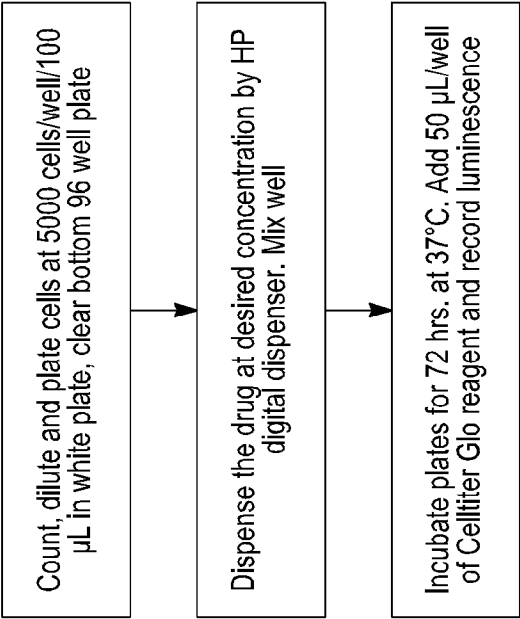 Count, dilute and plate cells at 5000 cells/well/100
µL in white plate, clear bottom 96 well plate
Dispense the drug at desired concentration by HP
digital dispenser. Mix well
Incubate plates for 72 hrs. at 37°C. Add 50 µL/well
of Celltiter Glo reagent and record luminescence